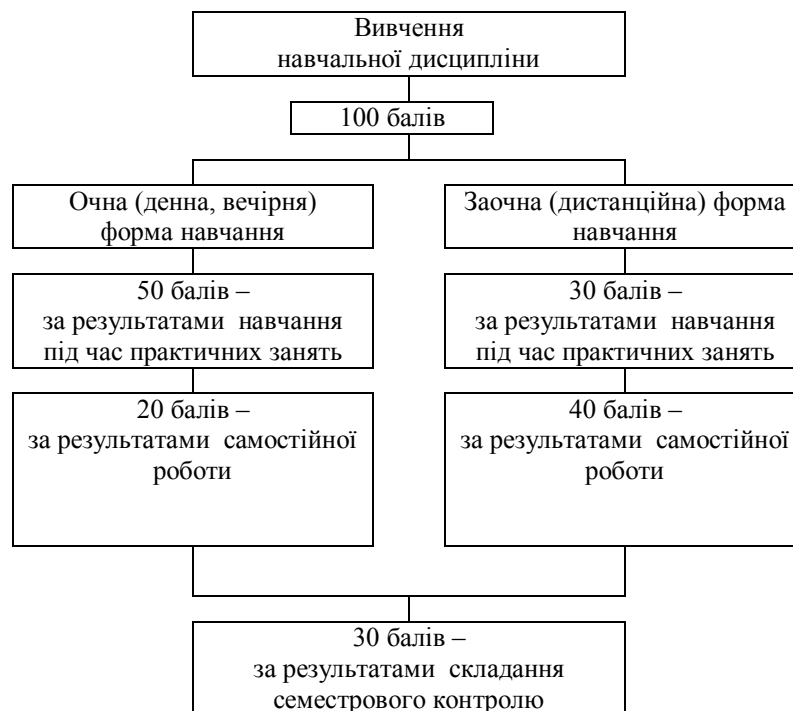 Вивчення
навчальної дисципліни
100 балів
Очна (денна, вечірня)
форма навчання
Заочна (дистанційна) форма
навчання
50 балів –
за результатами навчання
під час практичних занять
30 балів –
за результатами навчання
під час практичних занять
20 балів –
за результатами самостійної
роботи
40 балів –
за результатами самостійної
роботи
30 балів –
за результатами складання
семестрового контролю